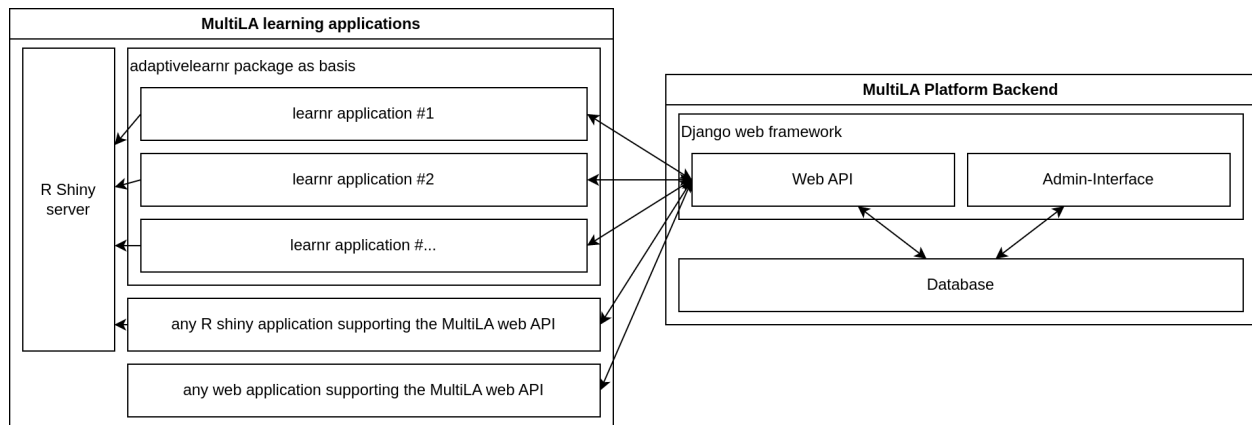 MultiLA learning applications
R Shiny
server
adaptivelearnr package as basis
learnr application #1
learnr application #2
learnr application #...
any R shiny application supporting the MultiLA web API
any web application supporting the MultiLA web API
MultiLA Platform Backend
Django web framework
Web API
Admin-Interface
Database